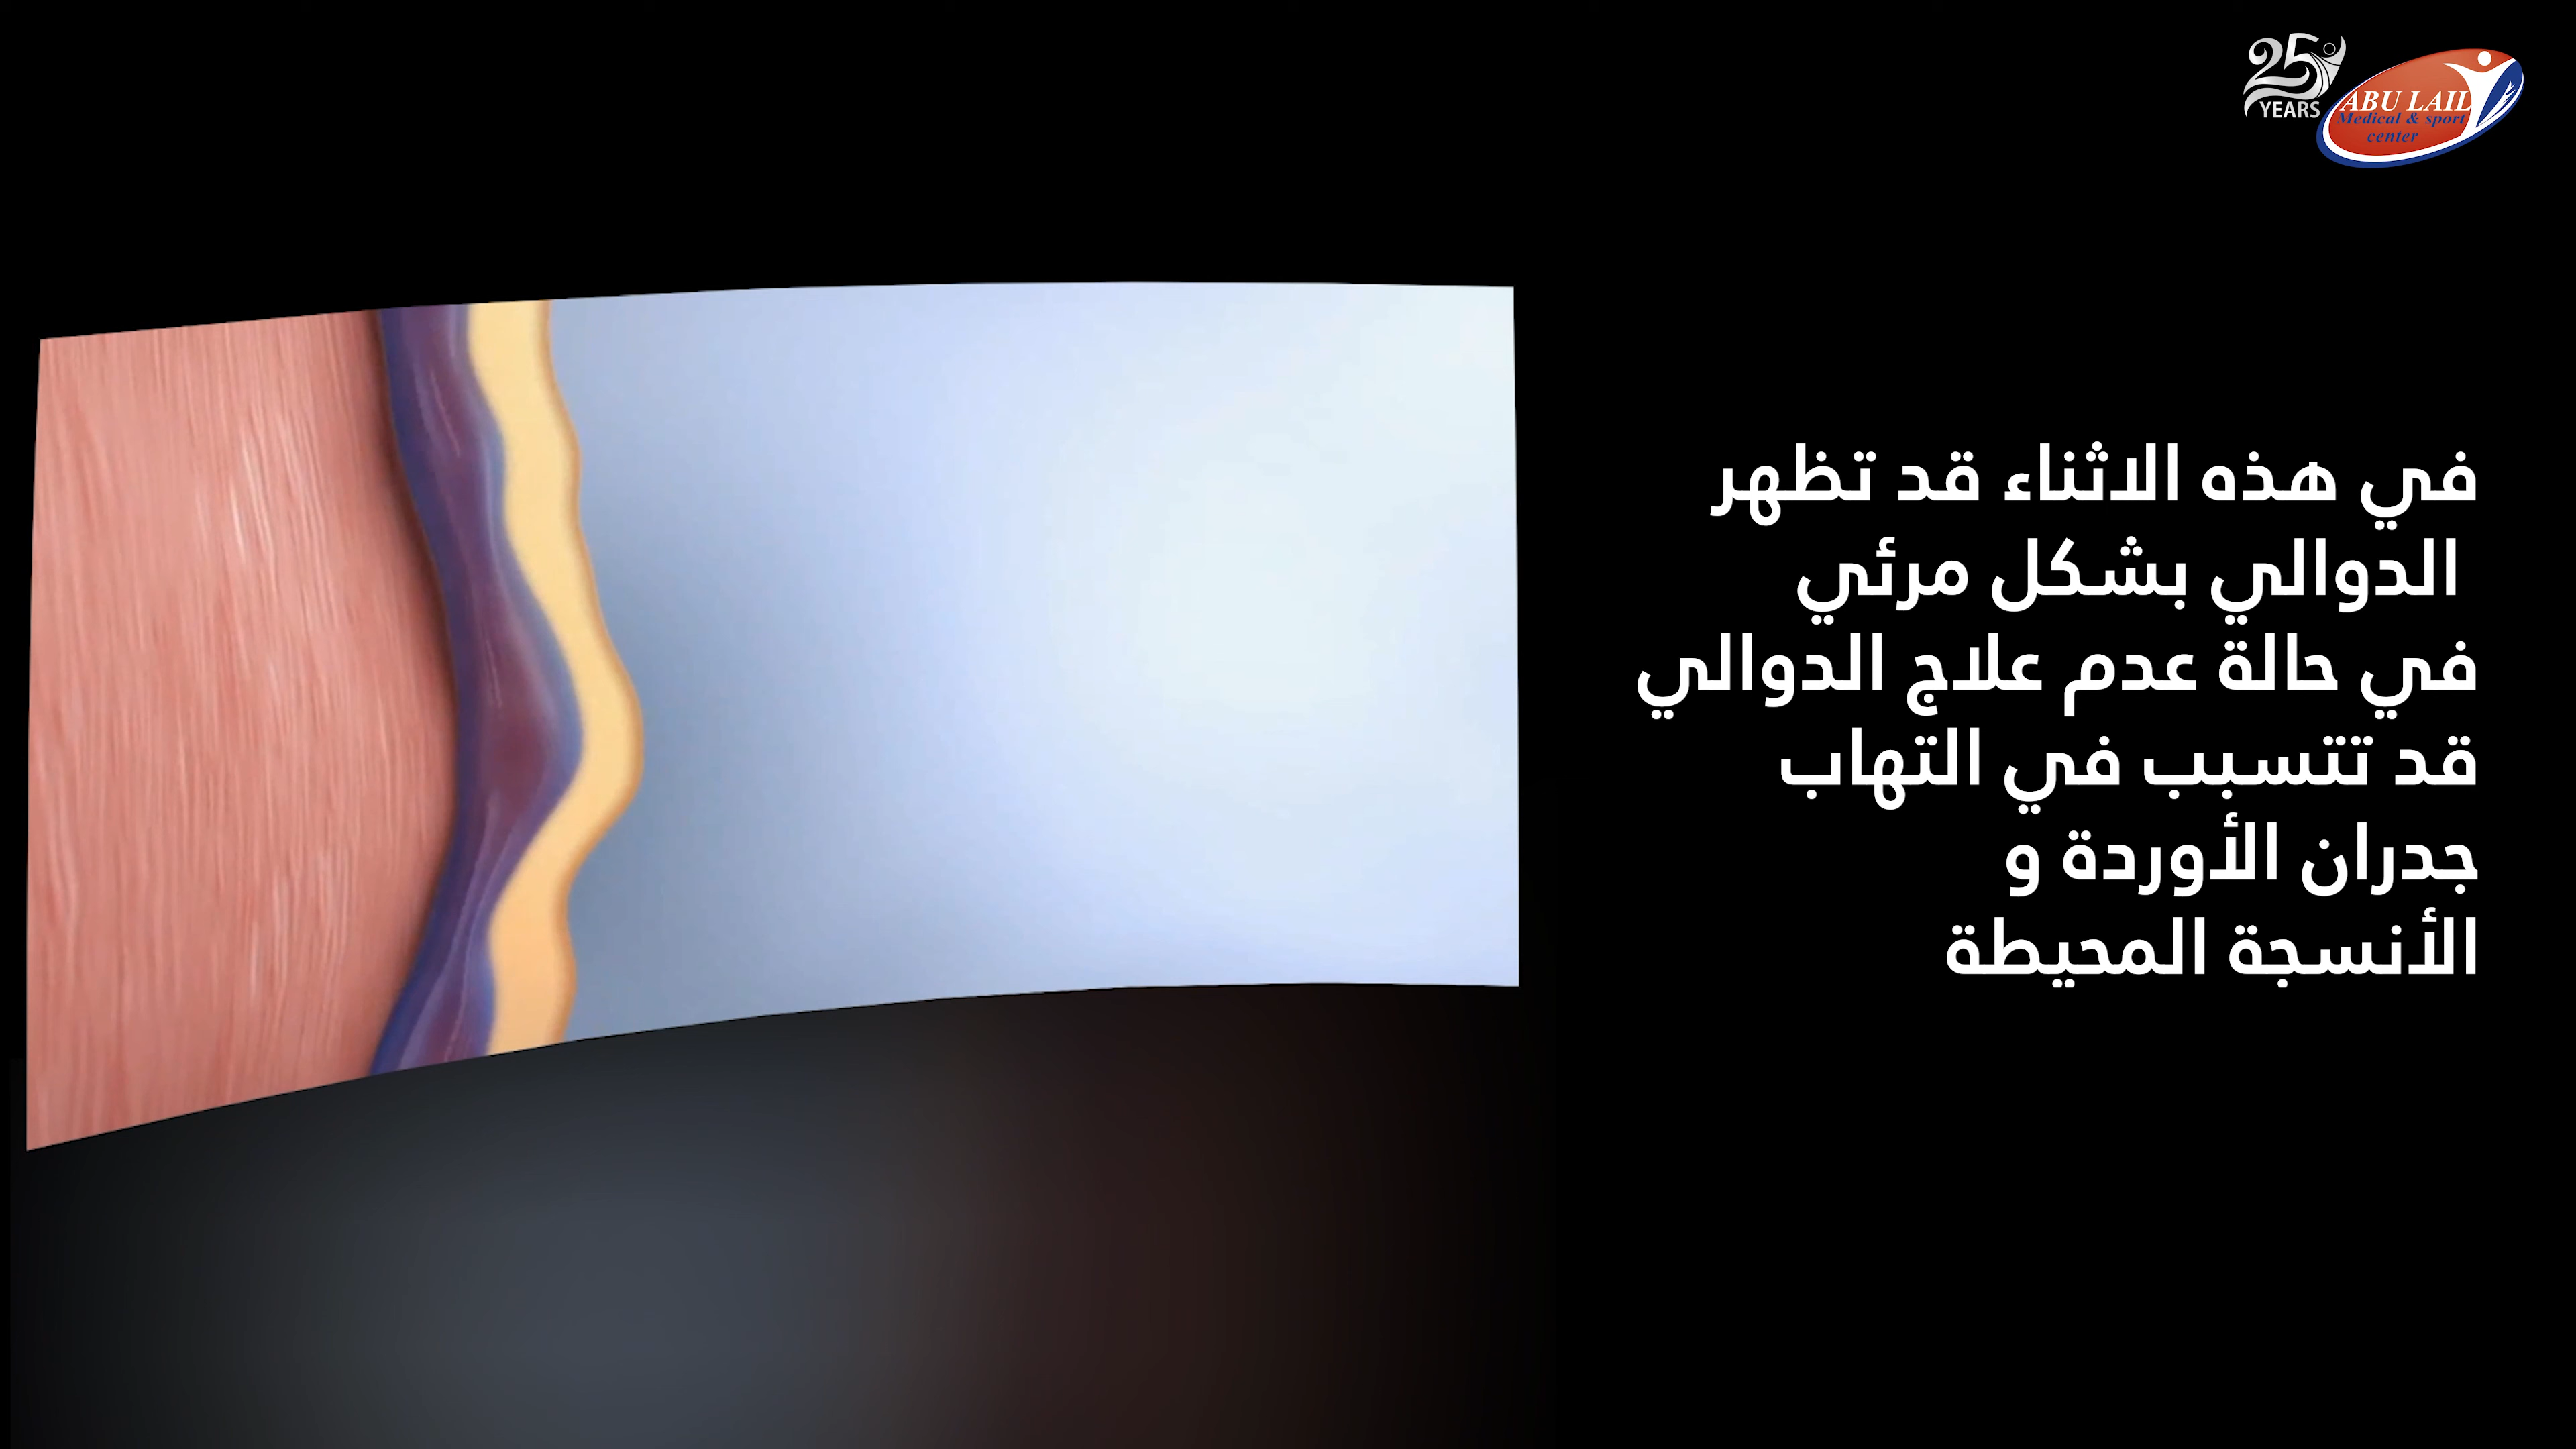 25
YEARS
ABU LAIL
Medical & sport
center
في هذه الاثناء قد تظهر
الدوالي بشكل مرئي
في حالة عدم علاج الدوالي
قد تتسبب في التهاب
جدران الأوردة و
الأنسجة المحيطة